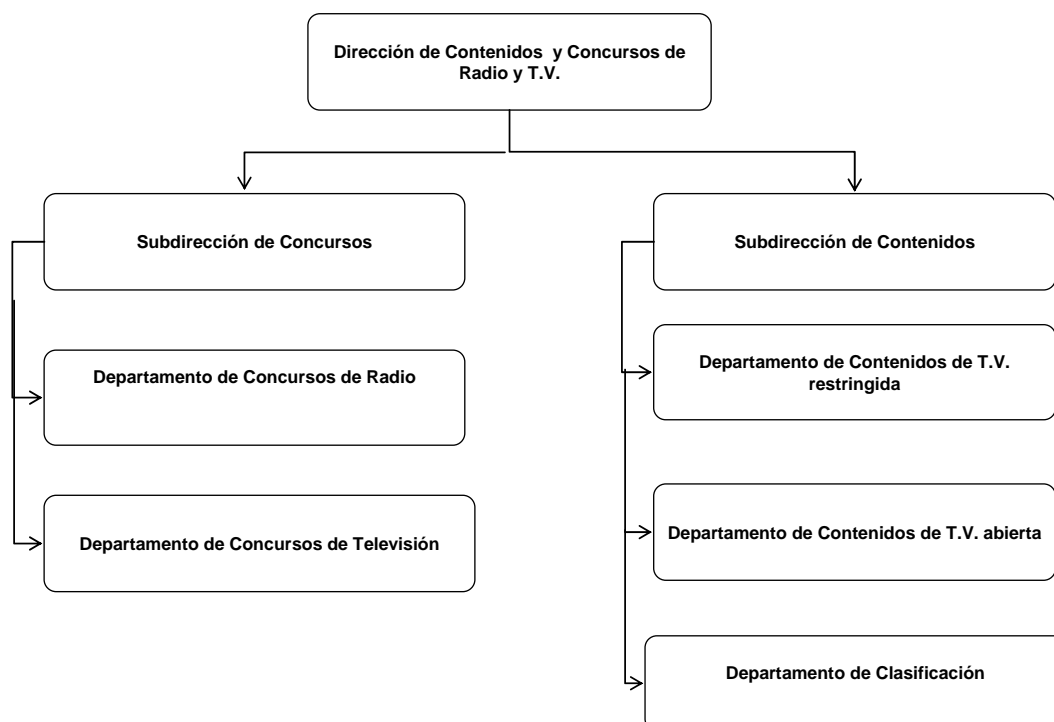 Dirección de Contenidos y Concursos de
Radio y T.V.
Subdirección de Concursos
Subdirección de Contenidos
Departamento de Concursos de Radio
Departamento de Contenidos de T.V.
restringida
Departamento de Concursos de Televisión
Departamento de Contenidos de T.V. abierta
Departamento de Clasificación